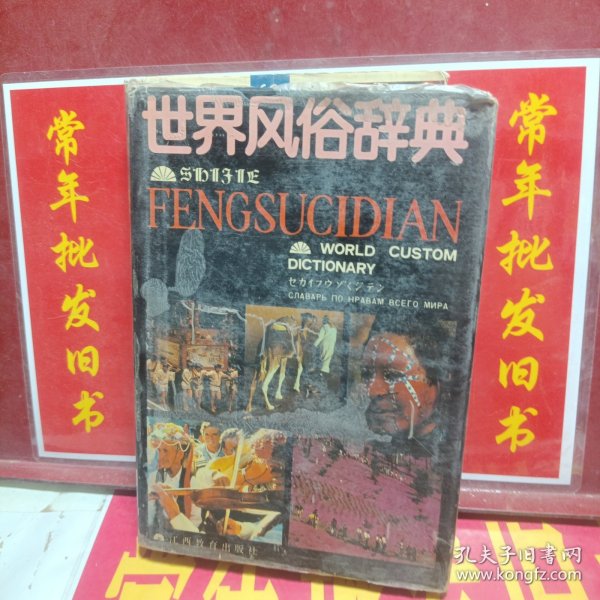 世界风俗辞典
SHIJIE
FENGSUCIDIAN
WORLD CUSTOM
DICTIONARY
セカイフウゾクジテン
СЛАВАРЬ ПО НРАВАМ ВСЕГО МИРА
江西教育出版社
常年批发旧书
常年批发旧书
孔夫子旧书网
www.kongfz.com